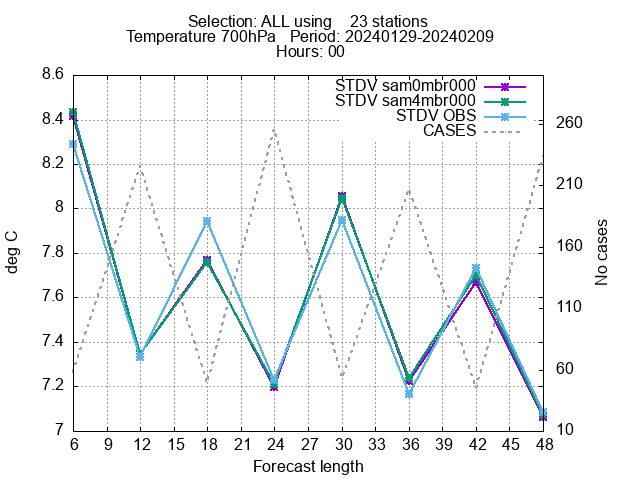 Selection: ALL using    23 stations
Temperature 700hPa   Period: 20240129-20240209
Hours: 00
STDV sam0mbr000
STDV sam4mbr000
STDV OBS
CASES
8.6
8.4
8.2
8
7.8
7.6
7.4
7.2
7
deg C
260
210
160
110
60
10
No cases
6 9 12 15 18 21 24 27 30 33 36 39 42 45 48
Forecast length